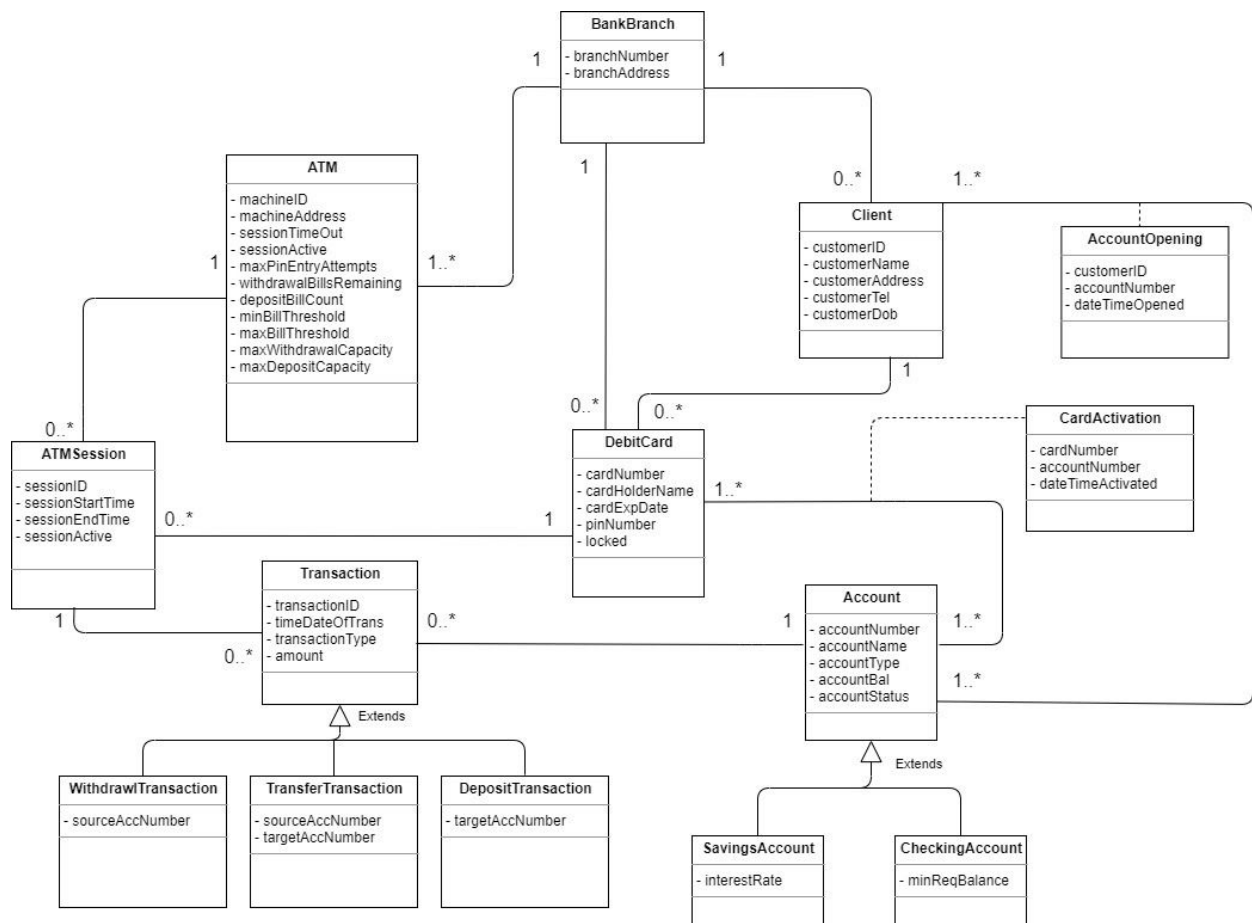 BankBranch
- branchNumber
- branchAddress
1
1
1
ATM
- machineID
- machineAddress
- sessionTimeOut
- sessionActive
- maxPinEntryAttempts
- withdrawalBillsRemaining
- depositBillCount
- minBillThreshold
- maxBillThreshold
- maxWithdrawalCapacity
- maxDepositCapacity
1
1..*
0..*
1..*
Client
- customerID
- customerName
- customerAddress
- customerTel
- customerDob
1
AccountOpening
- customerID
- accountNumber
- dateTimeOpened
0..*
0..*
0..*
ATMSession
- sessionID
- sessionStartTime
- sessionEndTime
- sessionActive
0..*
1
1
DebitCard
- cardNumber
- cardHolderName
- cardExpDate
- pinNumber
- locked
1..*
CardActivation
- cardNumber
- accountNumber
- dateTimeActivated
Transaction
- transactionID
- timeDateOfTrans
- transactionType
- amount
0..*
0..*
1
Account
- accountNumber
- accountName
- accountType
- accountBal
- accountStatus
1..*
1..*
Extends
Extends
WithdrawlTransaction
- sourceAccNumber
TransferTransaction
- sourceAccNumber
- targetAccNumber
DepositTransaction
- targetAccNumber
SavingsAccount
- interestRate
CheckingAccount
- minReqBalance